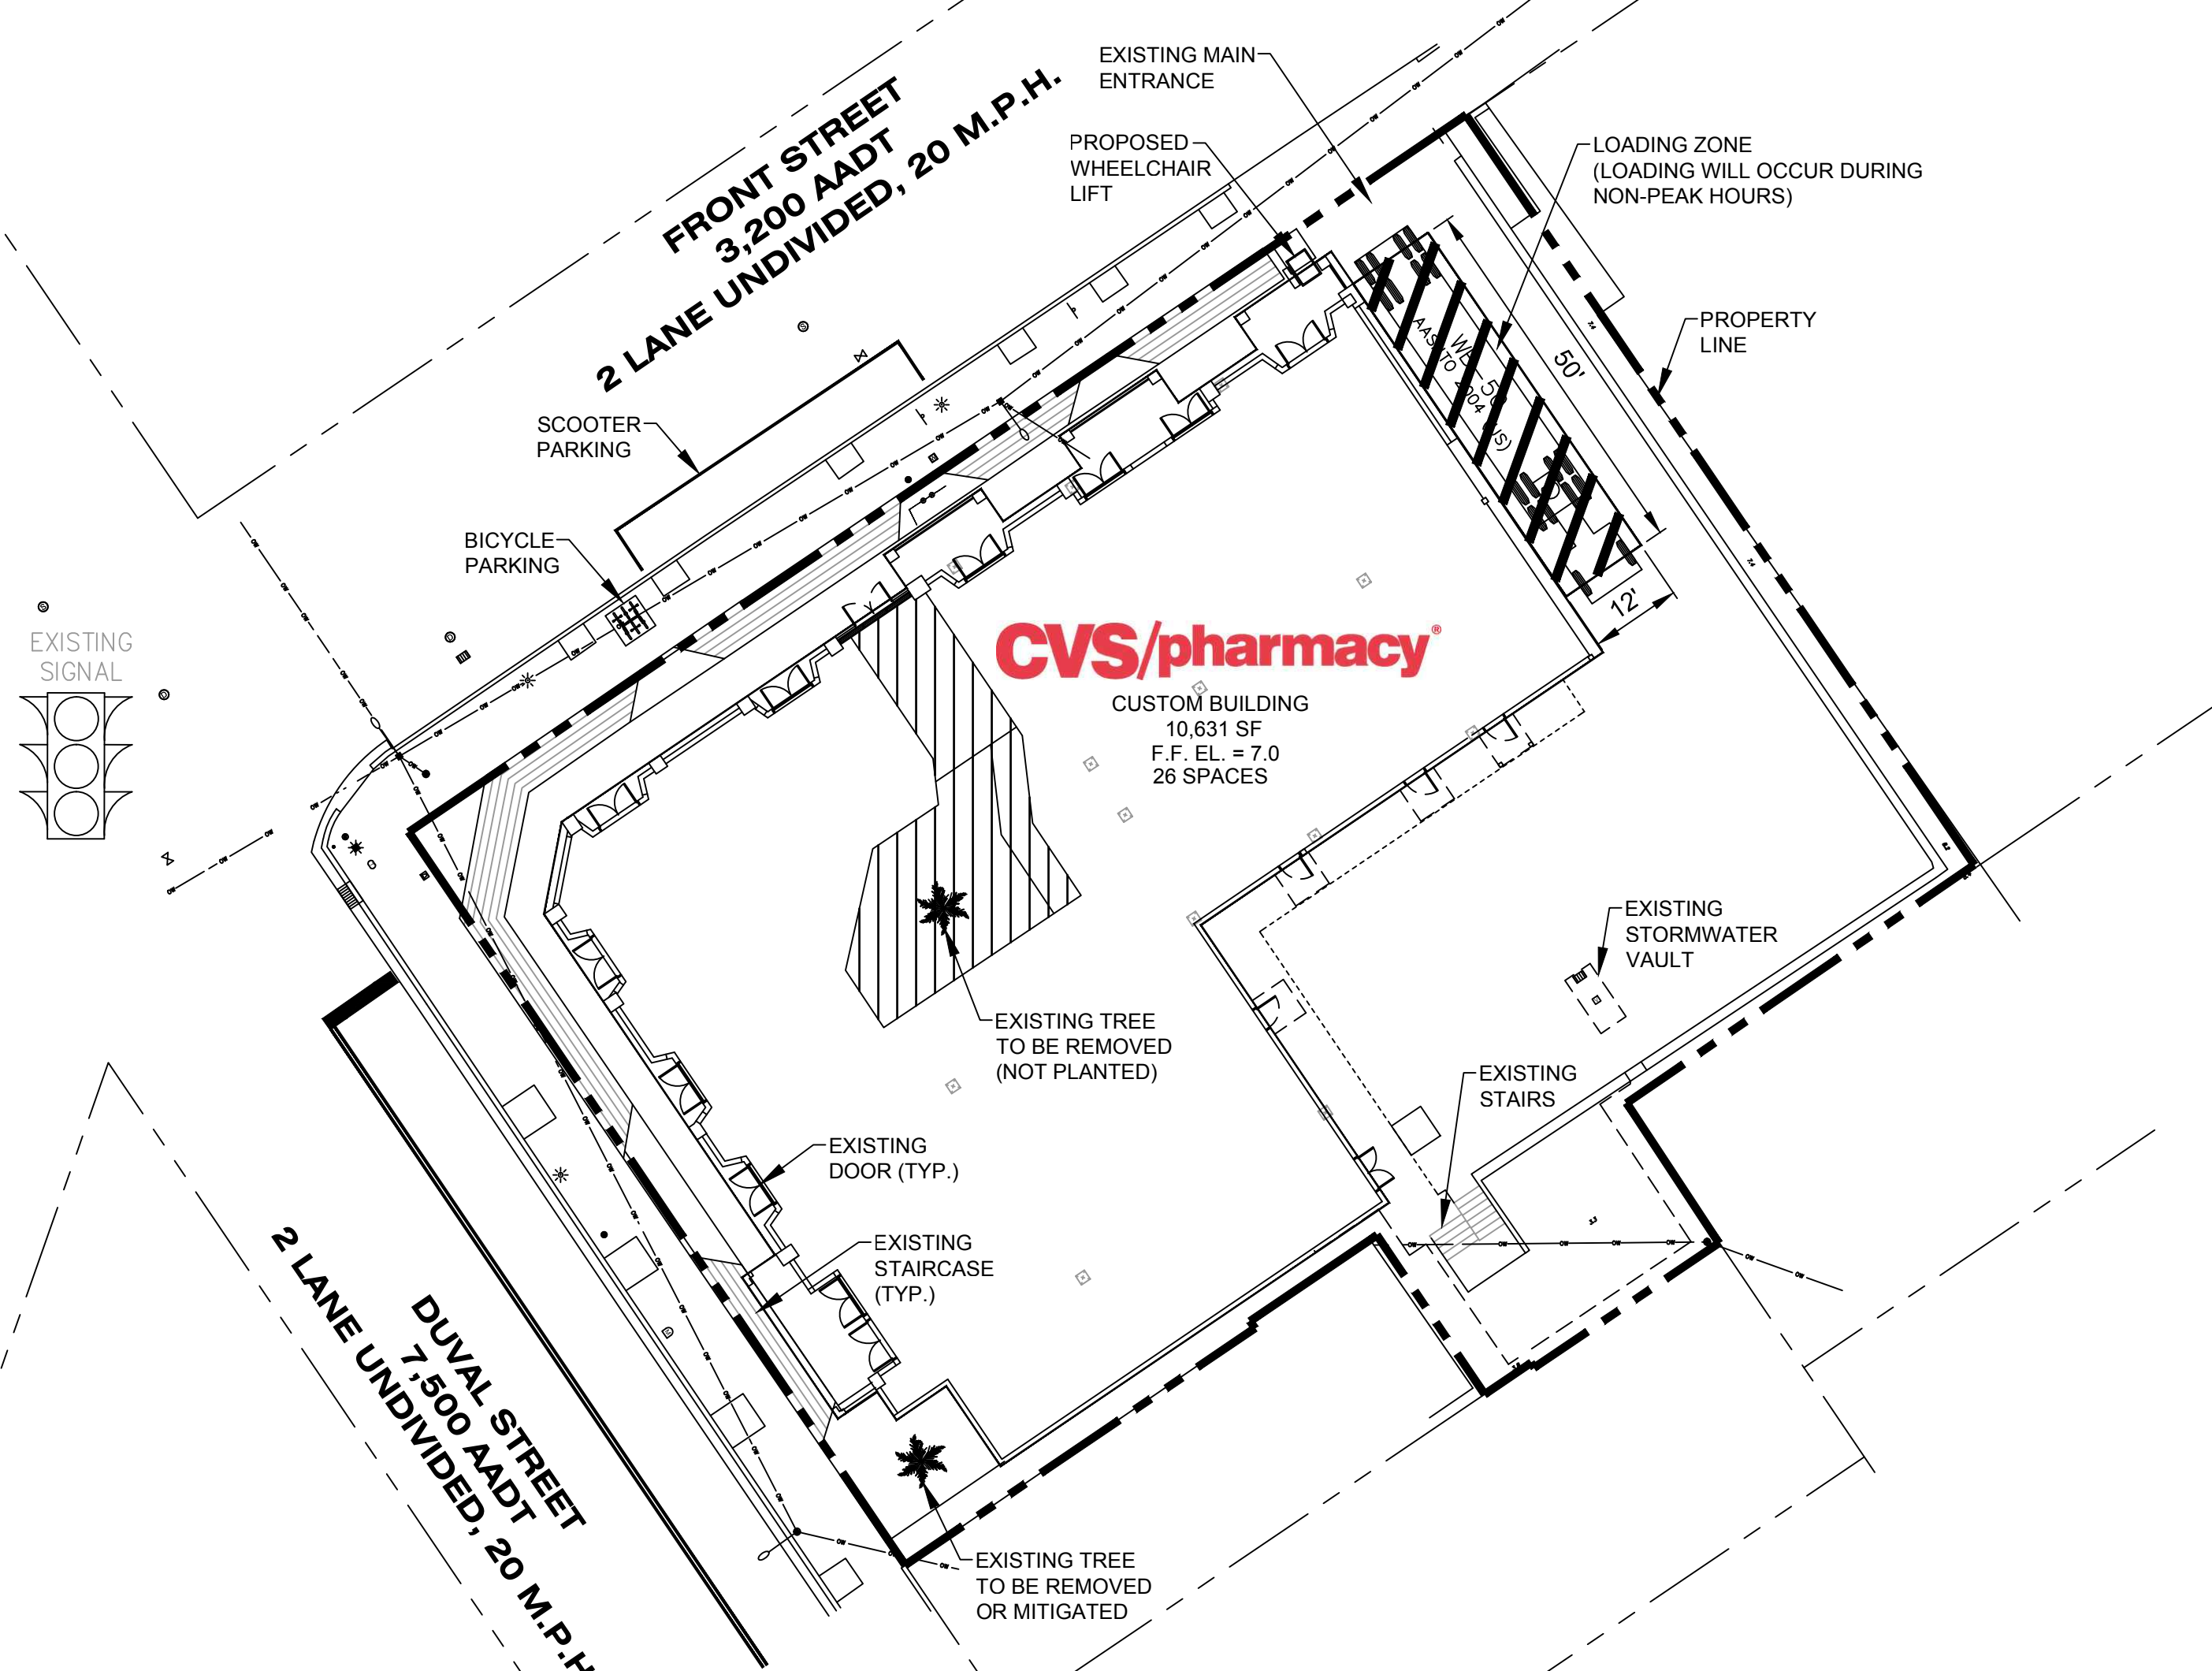 EXISTING MAIN
ENTRANCE
PROPOSED
WHEELCHAIR
LIFT
LOADING ZONE
(LOADING WILL OCCUR DURING
NON-PEAK HOURS)
FRONT STREET
3,200 AADT
2 LANE UNDIVIDED, 20 M.P.H.
PROPERTY
LINE
50'
12'
SCOOTER
PARKING
BICYCLE
PARKING
EXISTING
SIGNAL
CVS/pharmacy®
CUSTOM BUILDING
10,631 SF
F.F. EL. = 7.0
26 SPACES
EXISTING
STORMWATER
VAULT
EXISTING TREE
TO BE REMOVED
(NOT PLANTED)
EXISTING
STAIRS
EXISTING
DOOR (TYP.)
EXISTING
STAIRCASE
(TYP.)
DUVAL STREET
7,500 AADT
2 LANE UNDIVIDED, 20 M.P.H
EXISTING TREE
TO BE REMOVED
OR MITIGATED